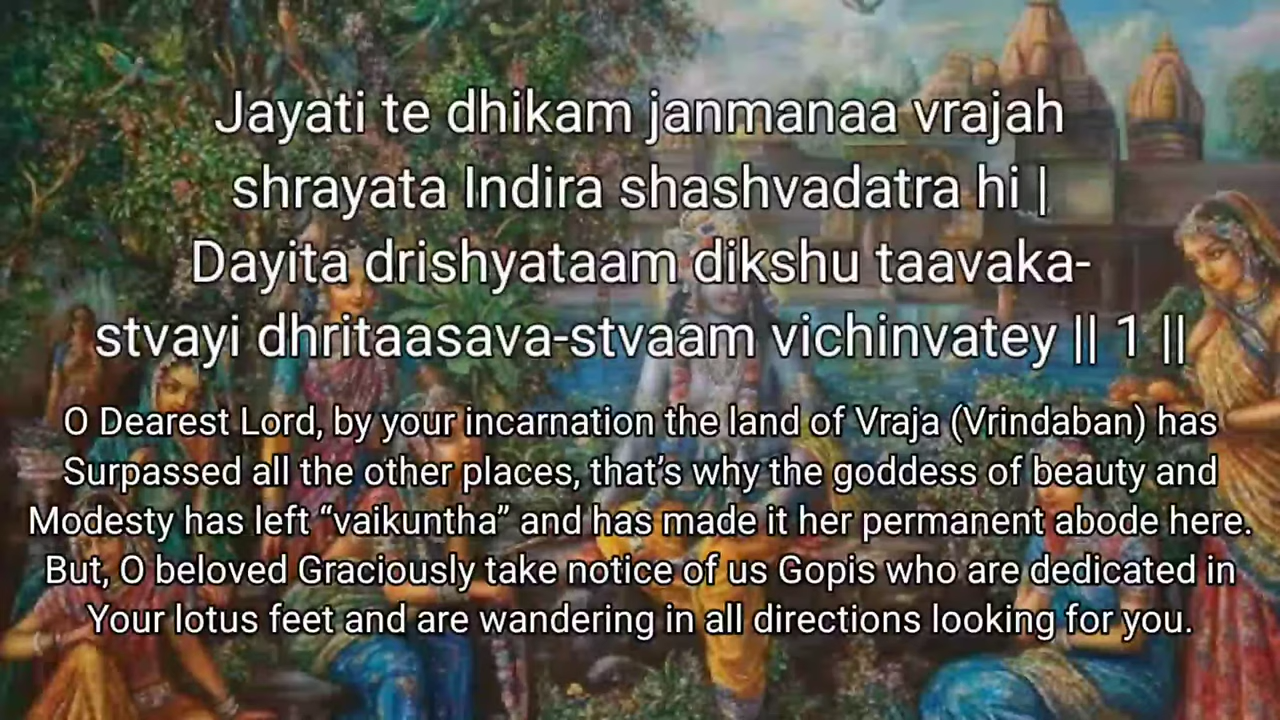 Jayati te dhikam janmanaa vrajah
shrayata Indira shashvadatra hi |
Dayita drishyataam dikshu taavaka-
stvayi dhritaasava-stvaam vichinvatey || 1 ||
O Dearest Lord, by your incarnation the land of Vraja (Vrindaban) has
Surpassed all the other places, that’s why the goddess of beauty and
Modesty has left “vaikuntha” and has made it her permanent abode here.
But, O beloved Graciously take notice of us Gopis who are dedicated in
Your lotus feet and are wandering in all directions looking for you.